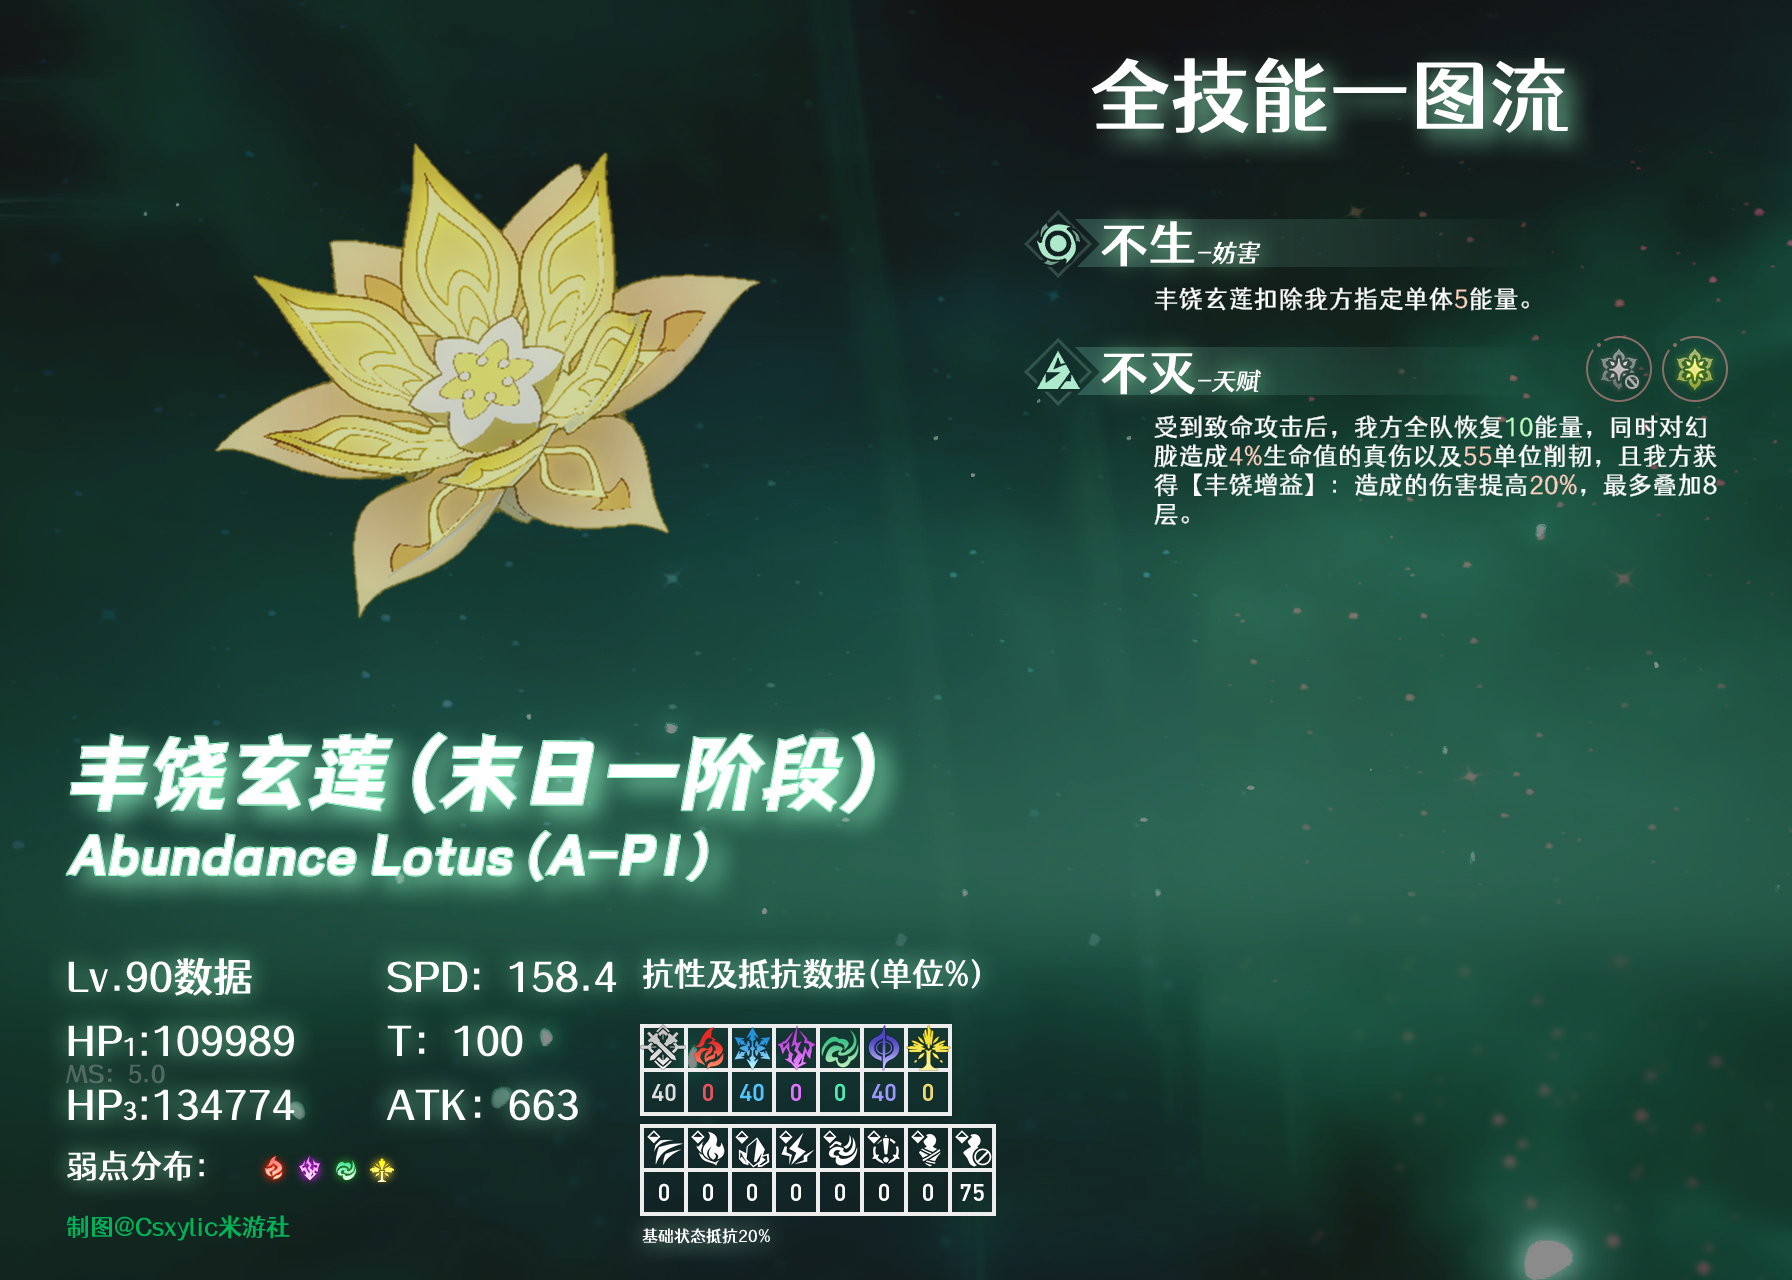 全技能一图流
不生-妨害
丰饶玄莲扣除我方指定单体5能量。
不灭-天赋
受到致命攻击后，我方全队恢复10能量，同时对幻
胧造成4%生命值的真伤以及55单位削韧，且我方获
得【丰饶增益】：造成的伤害提高20%，最多叠加8
层。
丰饶玄莲(末日一阶段)
Abundance Lotus (A-P1)
Lv.90数据
SPD: 158.4
HP1:109989
T: 100
MS: 5.0
HP3:134774
ATK: 663
弱点分布:
制图@Csxylic米游社
抗性及抵抗数据(单位%)
40 0 40 0 0 40 0
0 0 0 0 0 0 0 75
基础状态抵抗20%